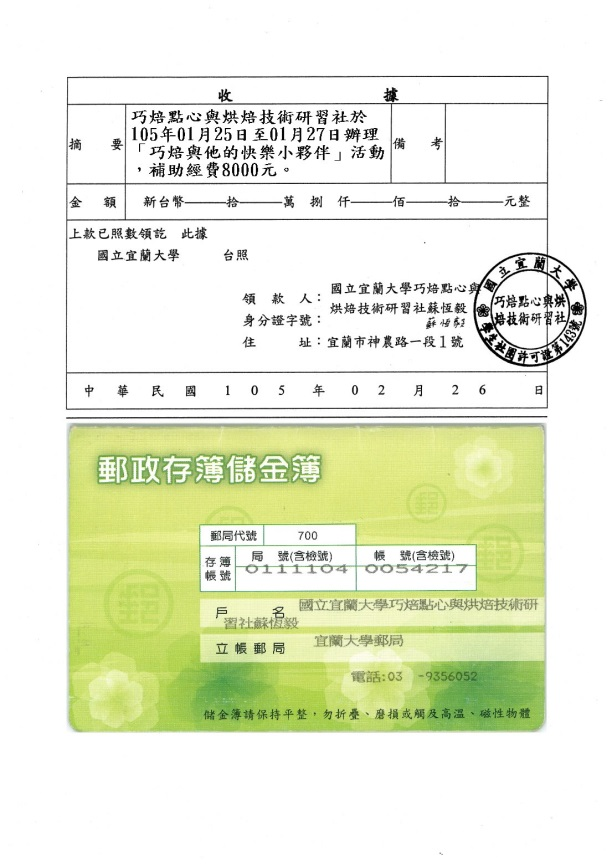 收 據
摘 要
巧焙點心與烘焙技術研習社於
105年01月25日至01月27日辦理
「巧焙與他的快樂小夥伴」活動
,補助經費8000元。
備 考
金 額 新台幣———拾———萬 捌 仟———佰———拾———元整
上款已照數領訖 此據
國立宜蘭大學 台照
領 款 人:國立宜蘭大學巧焙點心與
烘焙技術研習社蘇恆毅
身分證字號:
蘇恆毅
住 址:宜蘭市神農路一段1號
國立宜蘭大學
巧焙點心與烘
焙技術研習社
學生社團許可證第143號
中 華 民 國 1 0 5 年 0 2 月 2 6 日
郵政存簿儲金簿
郵局代號 700
存簿帳號 局 號(含檢號) 帳 號(含檢號)
0111104 0054217
戶 名 國立宜蘭大學巧焙點心與烘焙技術研
習社蘇恆毅
立帳郵局 宜蘭大學郵局
電話:03 -9356052
儲金簿請保持平整,勿折疊、磨損或觸及高溫、磁性物體
郵
郵
郵